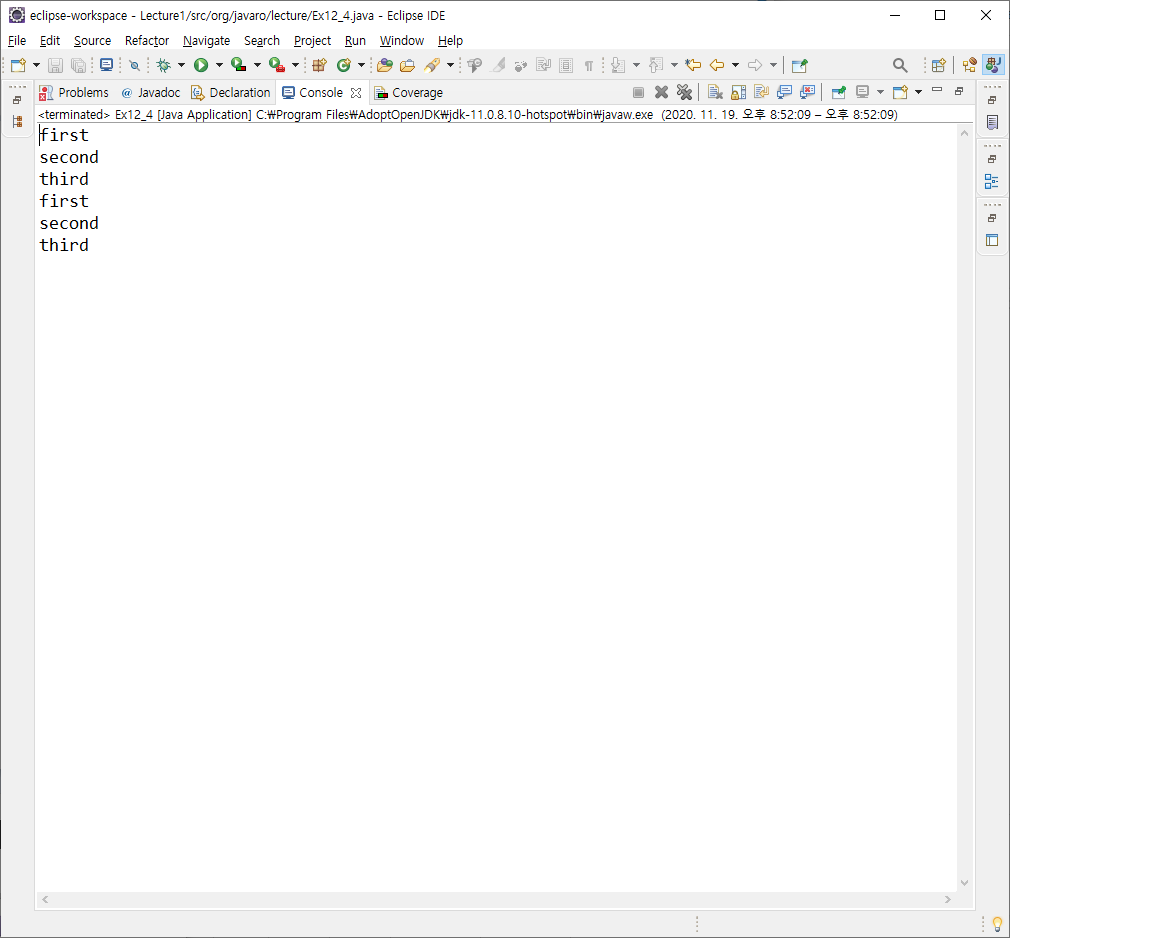 eclipse-workspace - Lecture1/src/org/javaro/lecture/Ex12_4.java - Eclipse IDE
File Edit Source Refactor Navigate Search Project Run Window Help
Problems @ Javadoc Declaration Console Coverage
<terminated> Ex12_4 [Java Application] C:₩Program Files₩AdoptOpenJDK₩jdk-11.0.8.10-hotspot₩bin₩javaw.exe (2020. 11. 19. 오후 8:52:09 – 오후 8:52:09)
first
second
third
first
second
third